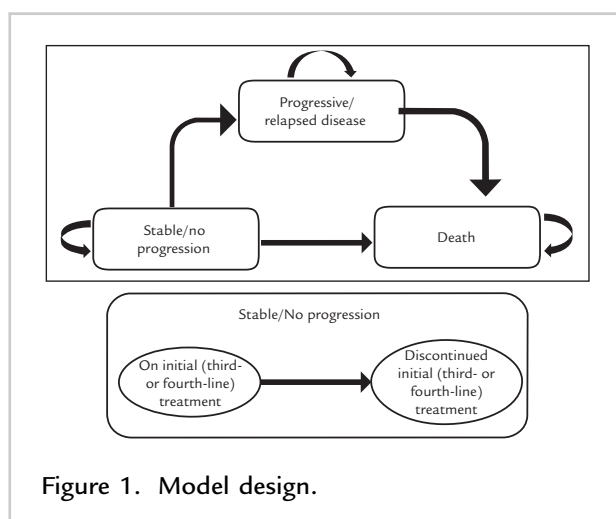 Progressive/
relapsed disease
Stable/no
progression
Death
Stable/No progression
On initial (third-
or fourth-line)
treatment
Discontinued
initial (third- or
fourth-line)
treatment
Figure 1. Model design.